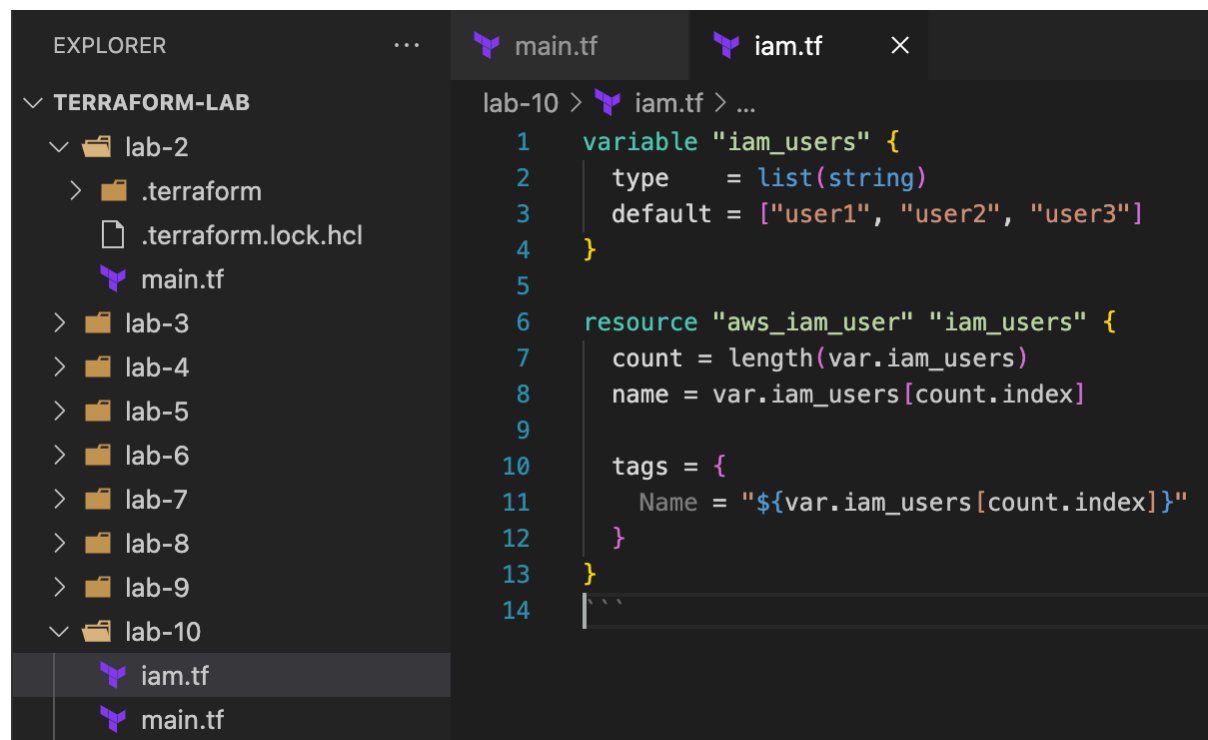 EXPLORER
...
TERRAFORM-LAB
lab-2
.terraform
.terraform.lock.hcl
main.tf
lab-3
lab-4
lab-5
lab-6
lab-7
lab-8
lab-9
lab-10
iam.tf
main.tf
main.tf
iam.tf
lab-10 > iam.tf > ...
1 variable "iam_users" {
2   type    = list(string)
3   default = ["user1", "user2", "user3"]
4 }
5
6 resource "aws_iam_user" "iam_users" {
7   count = length(var.iam_users)
8   name = var.iam_users[count.index]
9
10   tags = {
11     Name = "${var.iam_users[count.index]}"
12   }
13 }
14 ```